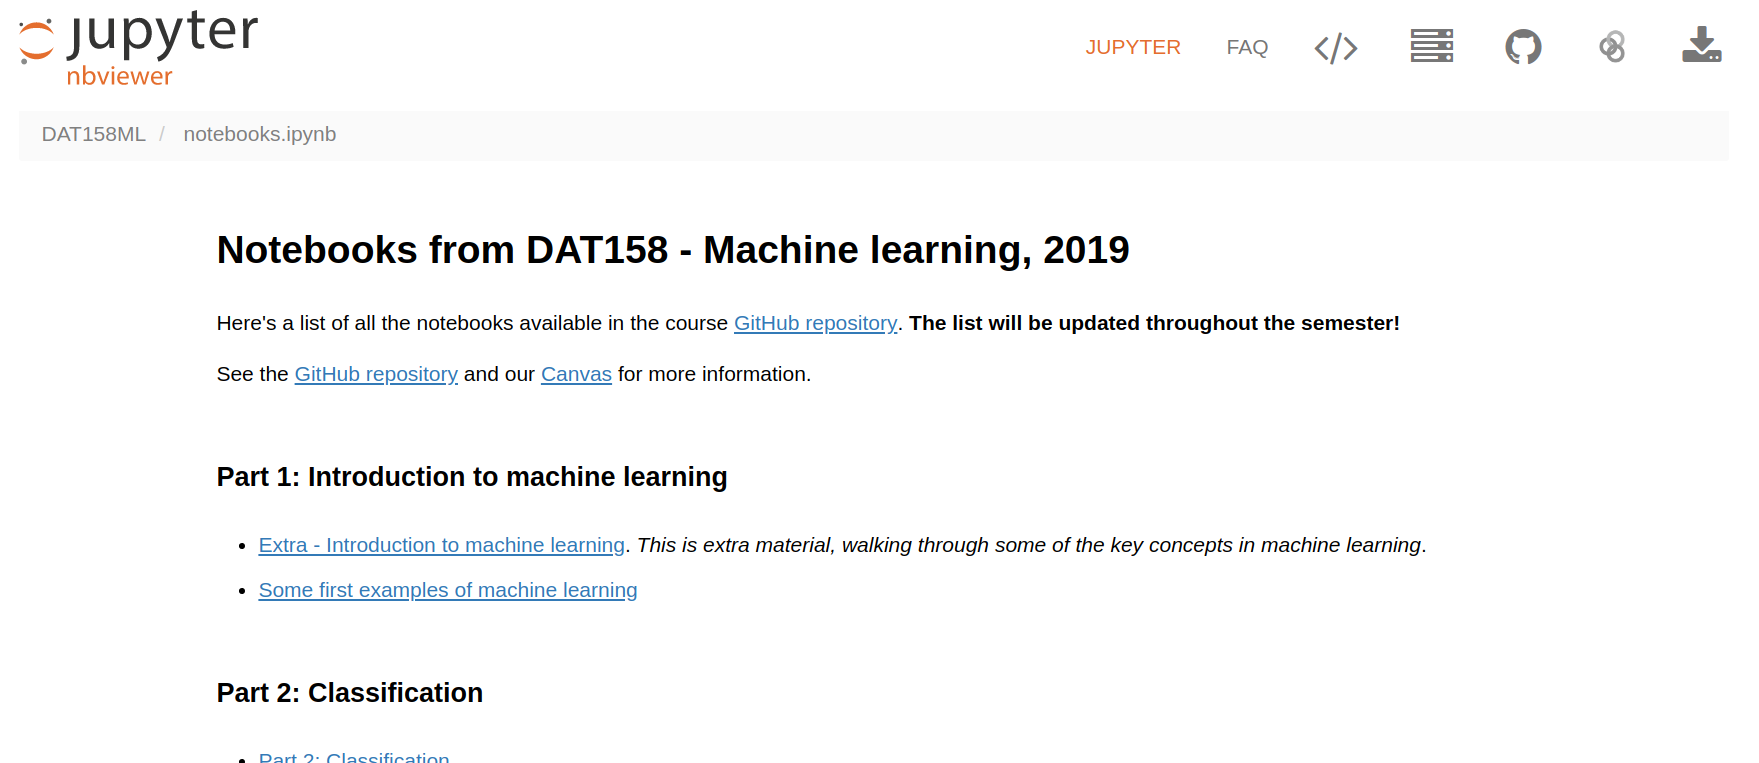 jupyter
nbviewer
JUPYTER
FAQ
</>
DAT158ML / notebooks.ipynb
Notebooks from DAT158 - Machine learning, 2019
Here's a list of all the notebooks available in the course GitHub repository. The list will be updated throughout the semester!
See the GitHub repository and our Canvas for more information.
Part 1: Introduction to machine learning
• Extra - Introduction to machine learning. This is extra material, walking through some of the key concepts in machine learning.
• Some first examples of machine learning
Part 2: Classification
• Part 2: Classification